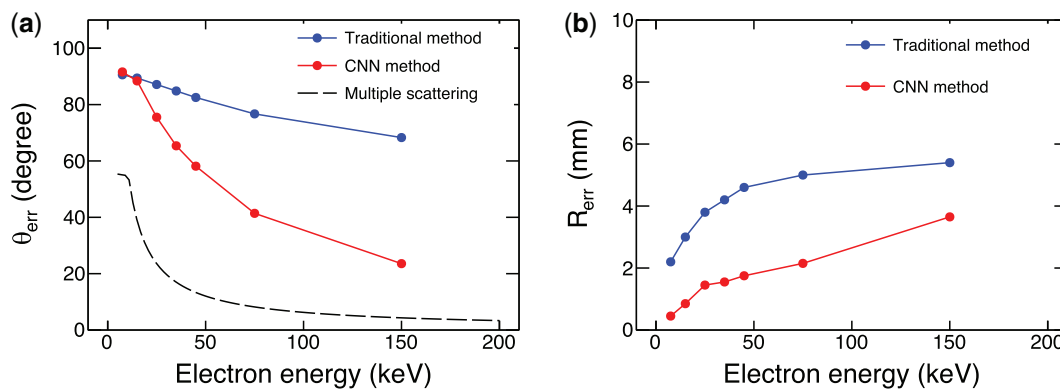 (a)
Traditional method
CNN method
Multiple scattering
100
80
60
40
20
0
θerr (degree)
0 50 100 150 200
Electron energy (keV)
(b)
Traditional method
CNN method
10
8
6
4
2
0
Rerr (mm)
0 50 100 150 200
Electron energy (keV)